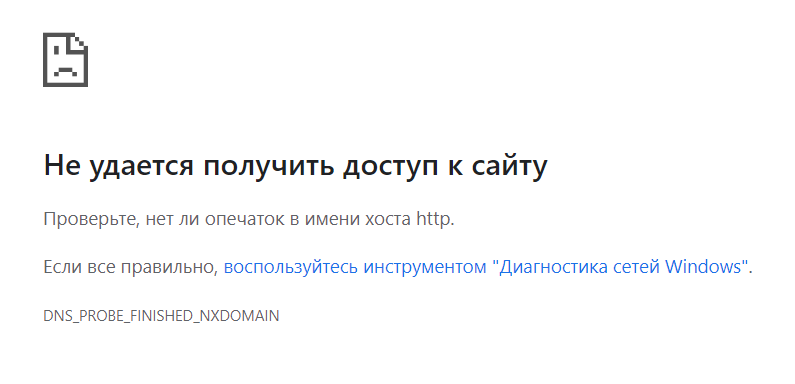 Не удается получить доступ к сайту
Проверьте, нет ли опечаток в имени хоста http.
Если все правильно, воспользуйтесь инструментом "Диагностика сетей Windows".
DNS_PROBE_FINISHED_NXDOMAIN